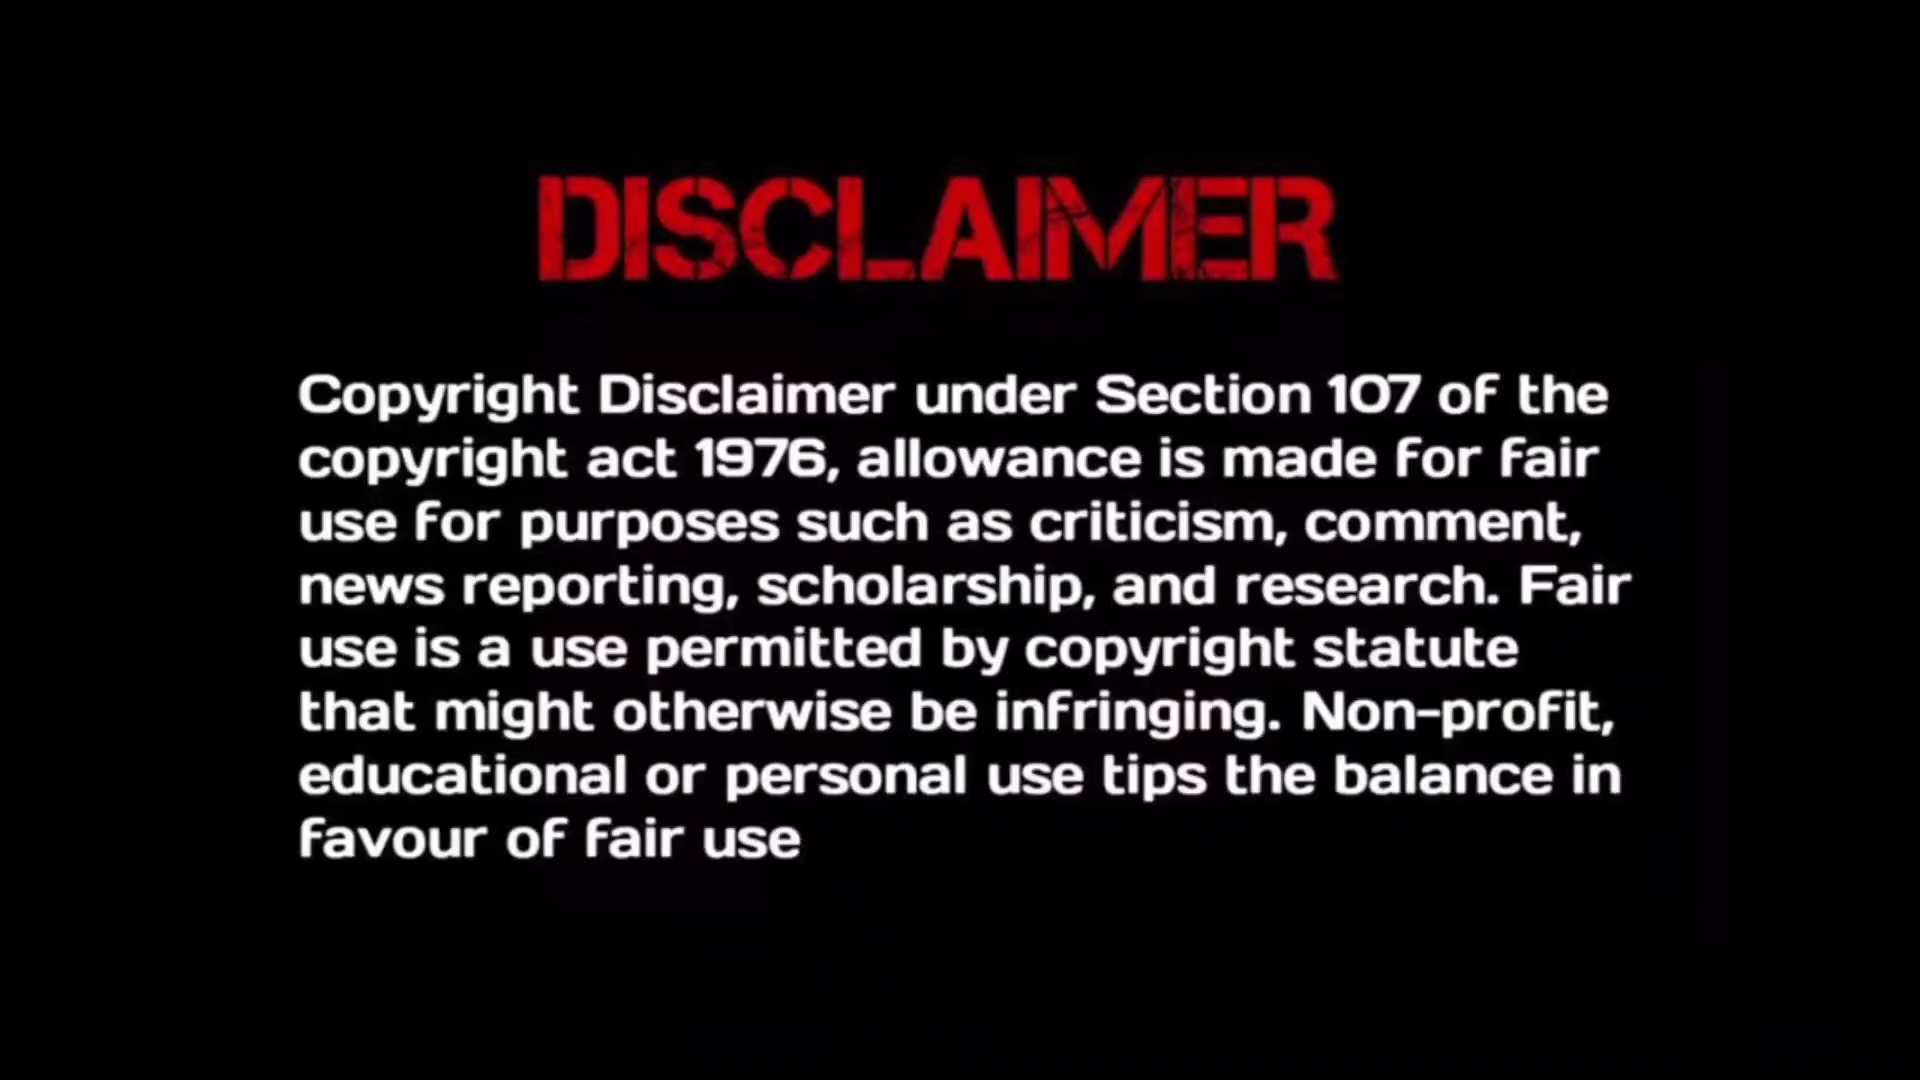 DISCLAIMER
Copyright Disclaimer under Section 107 of the
copyright act 1976, allowance is made for fair
use for purposes such as criticism, comment,
news reporting, scholarship, and research. Fair
use is a use permitted by copyright statute
that might otherwise be infringing. Non-profit,
educational or personal use tips the balance in
favour of fair use